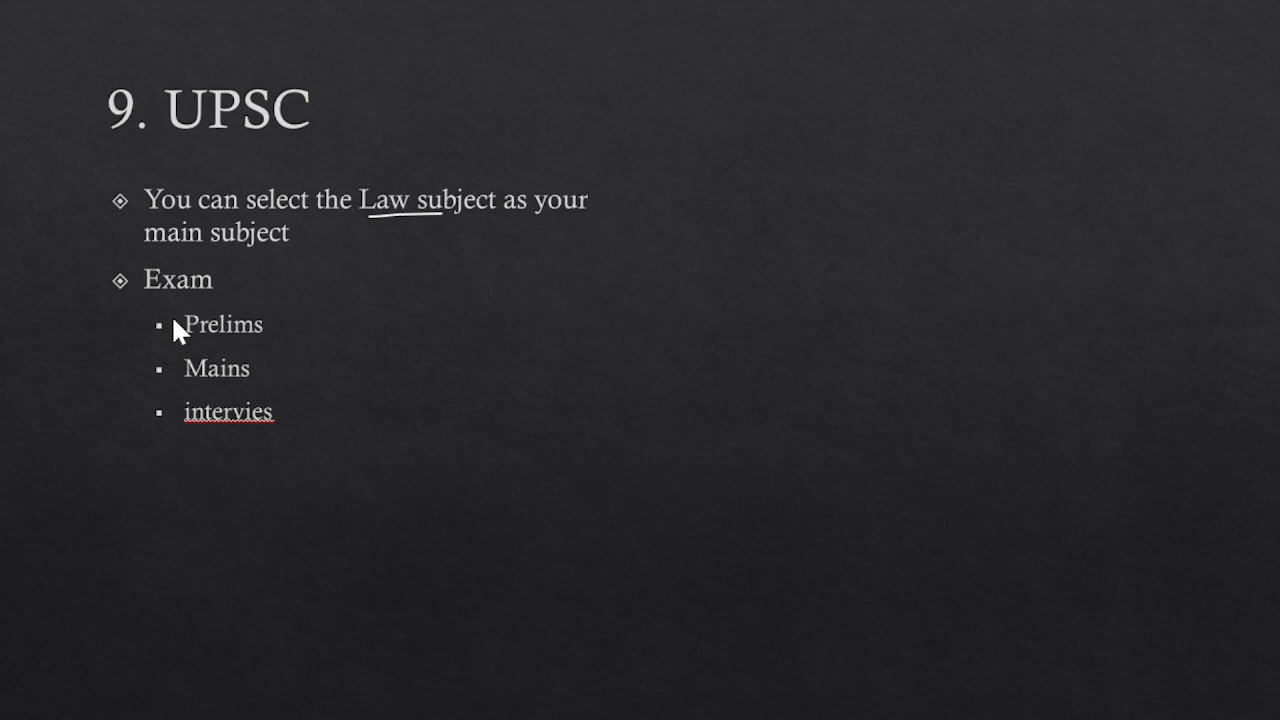 9. UPSC
You can select the Law subject as your
main subject
Exam
Prelims
Mains
intervies